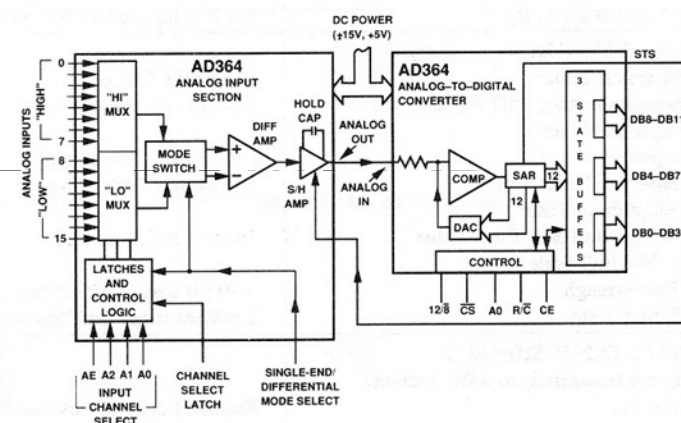 DC POWER
(±15V, +5V)
STS
AD364
ANALOG INPUT
SECTION
AD364
ANALOG–TO–DIGITAL
CONVERTER
ANALOG INPUTS
"HIGH"
"LOW"
0
7
8
15
"HI"
MUX
"LO"
MUX
MODE
SWITCH
DIFF
AMP
+
−
HOLD
CAP
S/H
AMP
ANALOG
OUT
ANALOG
IN
COMP
SAR
12
12
DAC
3
STATE
BUFFERS
DB8–DB11
DB4–DB7
DB0–DB3
CONTROL
12/8̅ C̅S̅ A0 R/C̅ CE
LATCHES
AND
CONTROL
LOGIC
AE A2 A1 A0
INPUT
CHANNEL
SELECT
CHANNEL
SELECT
LATCH
SINGLE-END/
DIFFERENTIAL
MODE SELECT